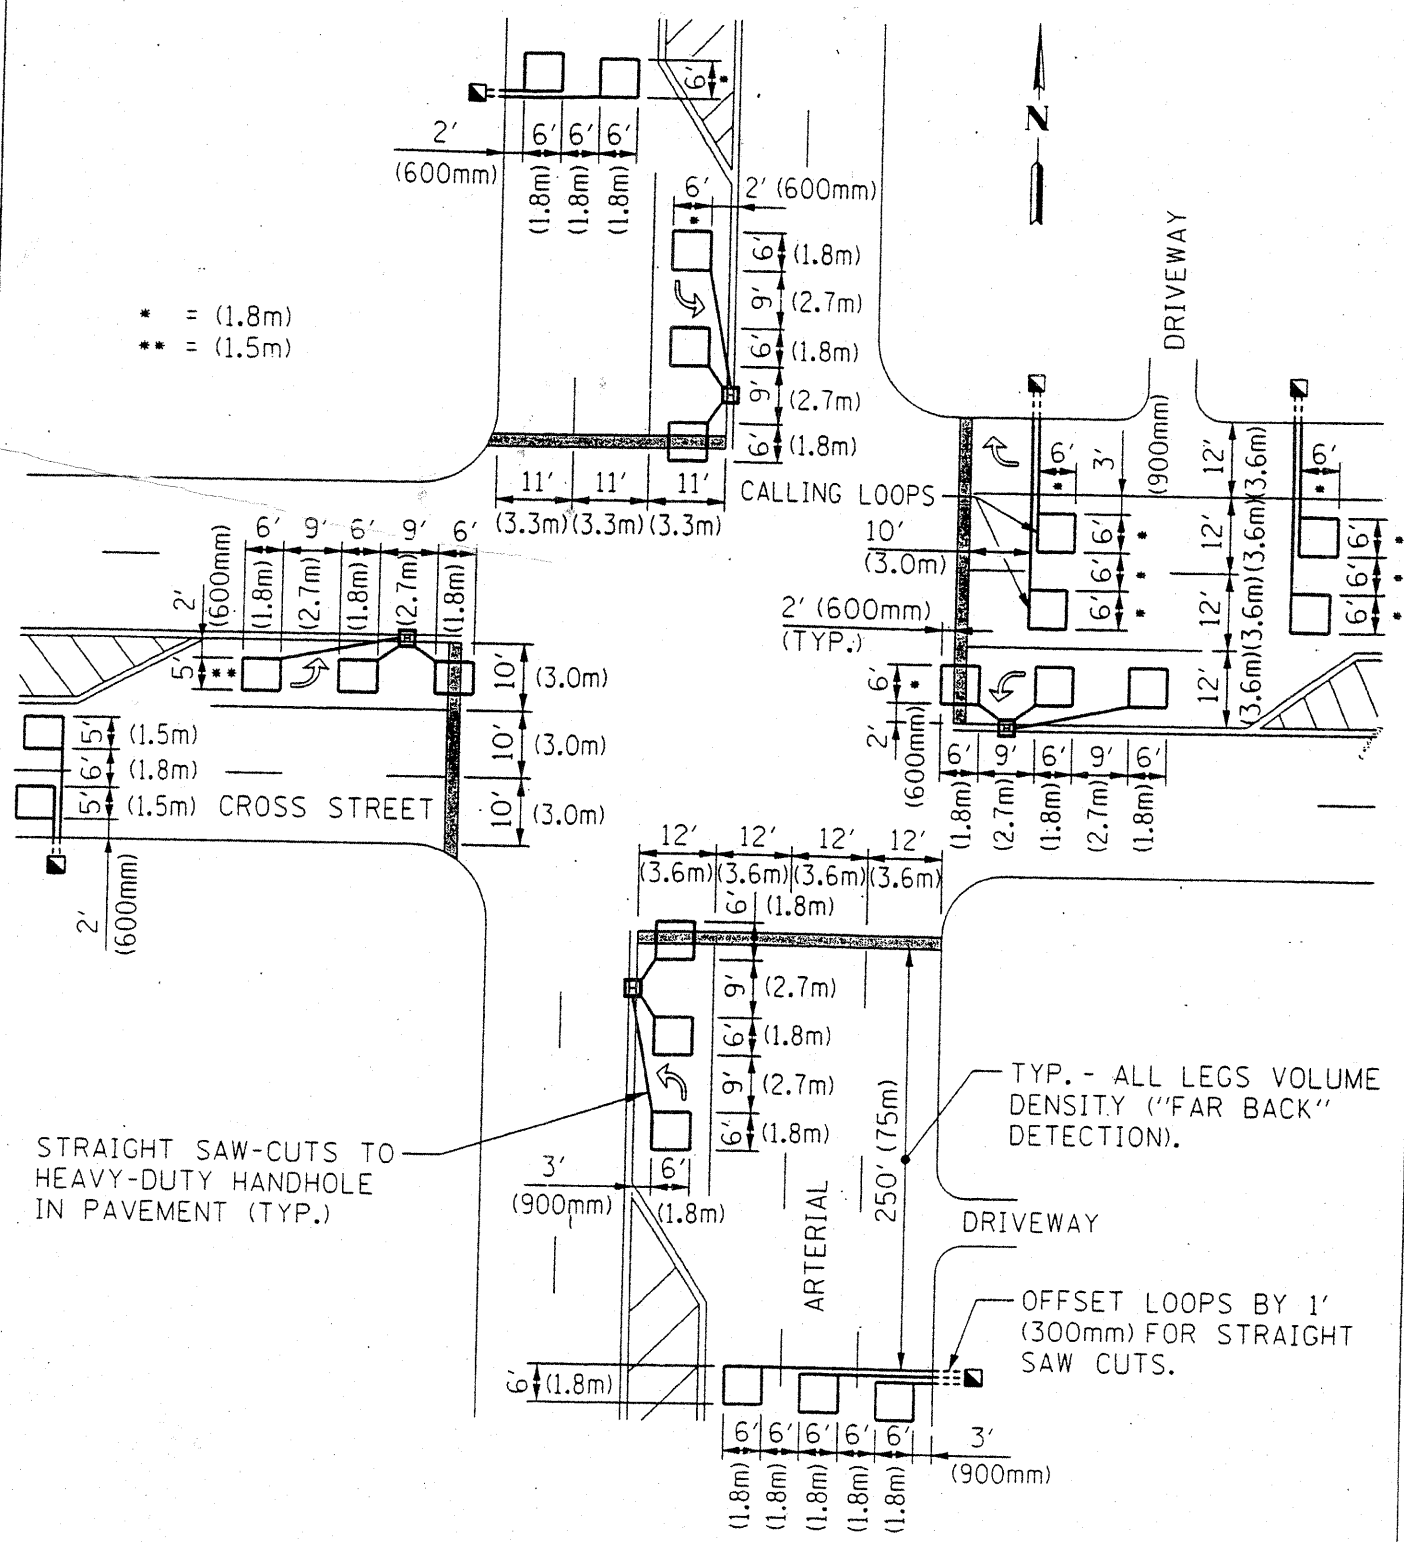 6'
*
2'
(600mm)
6' 6' 6'
(1.8m) (1.8m) (1.8m)
N
6'
*
2' (600mm)
6' (1.8m)
9' (2.7m)
6' (1.8m)
9' (2.7m)
6' (1.8m)
* = (1.8m)
** = (1.5m)
DRIVEWAY
11' 11' 11'
(3.3m) (3.3m) (3.3m)
CALLING LOOPS
6'
*
3'
(900mm)
12' (3.6m)
12' (3.6m)
12' (3.6m)
12' (3.6m)
6'
*
10'
(3.0m)
6' *
6' *
6' *
6' *
6' *
6' *
2' (600mm)
(TYP.)
6' 9' 6' 9' 6'
(1.8m) (2.7m) (1.8m) (2.7m) (1.8m)
2'
(600mm)
5'
**
10' (3.0m)
10' (3.0m)
10' (3.0m)
5' (1.5m)
6' (1.8m)
5' (1.5m)
CROSS STREET
2'
(600mm)
6'
*
2'
(600mm)
6' 9' 6' 9' 6'
(1.8m) (2.7m) (1.8m) (2.7m) (1.8m)
12' 12' 12' 12'
(3.6m) (3.6m) (3.6m) (3.6m)
6' (1.8m)
H
H
H
H
9' (2.7m)
6' (1.8m)
9' (2.7m)
6' (1.8m)
250' (75m)
TYP. - ALL LEGS VOLUME
DENSITY ("FAR BACK"
DETECTION).
STRAIGHT SAW-CUTS TO
HEAVY-DUTY HANDHOLE
IN PAVEMENT (TYP.)
3'
(900mm)
6'
(1.8m)
ARTERIAL
DRIVEWAY
OFFSET LOOPS BY 1'
(300mm) FOR STRAIGHT
SAW CUTS.
6' (1.8m)
6' 6' 6' 6' 6'
(1.8m) (1.8m) (1.8m) (1.8m) (1.8m)
3'
(900mm)